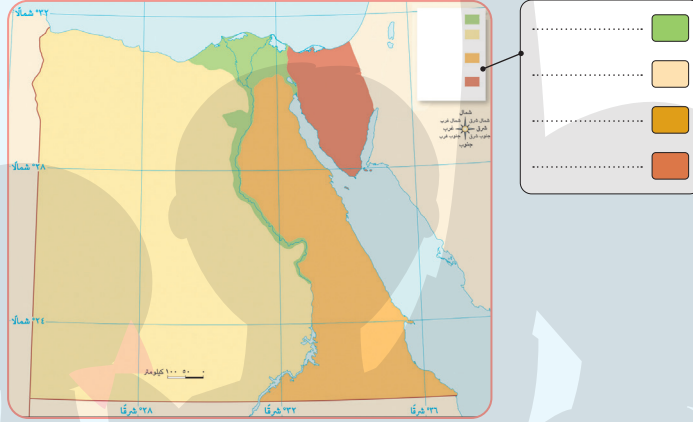 ٣٢° شمالًا
شمال
شمال شرق شمال غرب
شرق غرب
جنوب شرق جنوب غرب
جنوب
٢٨° شمالًا
٢٤° شمالًا
٠ ٥٠ ١٠٠ كيلومتر
٢٨° شرقًا
٣٢° شرقًا
٣٦° شرقًا